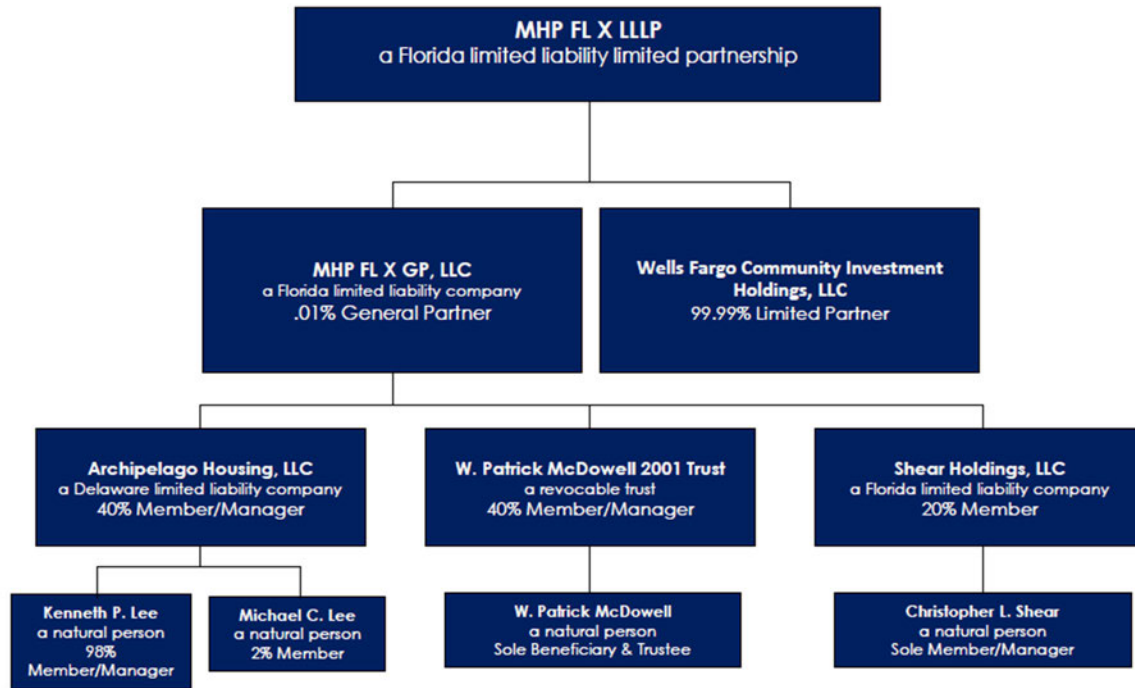 MHP FL X LLLP
a Florida limited liability limited partnership
MHP FL X GP, LLC
a Florida limited liability company
.01% General Partner
Wells Fargo Community Investment
Holdings, LLC
99.99% Limited Partner
Archipelago Housing, LLC
a Delaware limited liability company
40% Member/Manager
W. Patrick McDowell 2001 Trust
a revocable trust
40% Member/Manager
Shear Holdings, LLC
a Florida limited liability company
20% Member
Kenneth P. Lee
a natural person
98%
Member/Manager
Michael C. Lee
a natural person
2% Member
W. Patrick McDowell
a natural person
Sole Beneficiary & Trustee
Christopher L. Shear
a natural person
Sole Member/Manager